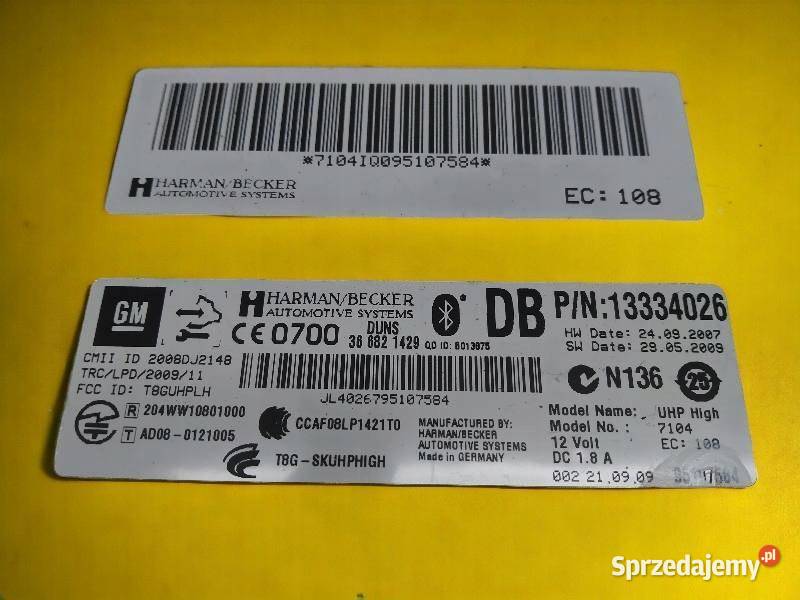 *7104IQ095107584*
HARMAN/BECKER
AUTOMOTIVE SYSTEMS
EC: 108
GM
HARMAN/BECKER
AUTOMOTIVE SYSTEMS
DB
P/N:13334026
CE 0700
DUNS
36 682 1429
QD ID: B013875
HW Date: 24.09.2007
SW Date: 29.05.2009
CMII ID 2008DJ2148
TRC/LPD/2009/11
FCC ID: T8GUHPLH
JL4026795107584
N136
25
R 204WW10801000
T AD08-0121005
CCAF08LP1421T0
T8G-SKUHPHIGH
MANUFACTURED BY:
HARMAN/BECKER
AUTOMOTIVE SYSTEMS
Made in GERMANY
Model Name: UHP High
Model No.: 7104
12 Volt EC: 108
DC 1.8 A
002 21.09.09
Sprzedajemy.pl